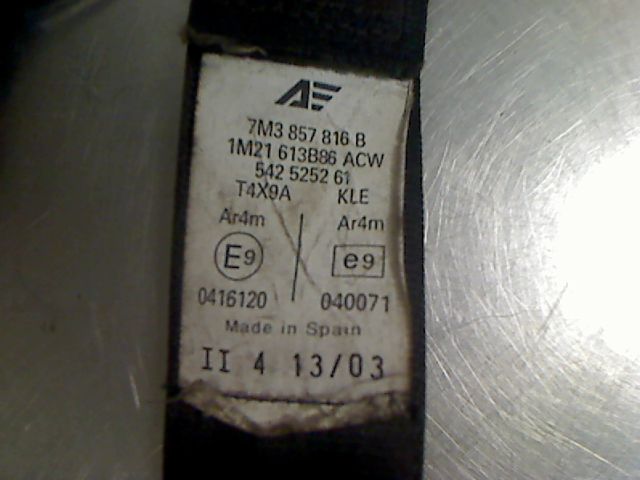 AE
7M3 857 816 B
1M21 613B86 ACW
542 5252 61
T4X9A KLE
Ar4m Ar4m
E9 e9
0416120 040071
Made in Spain
II 4 13/03